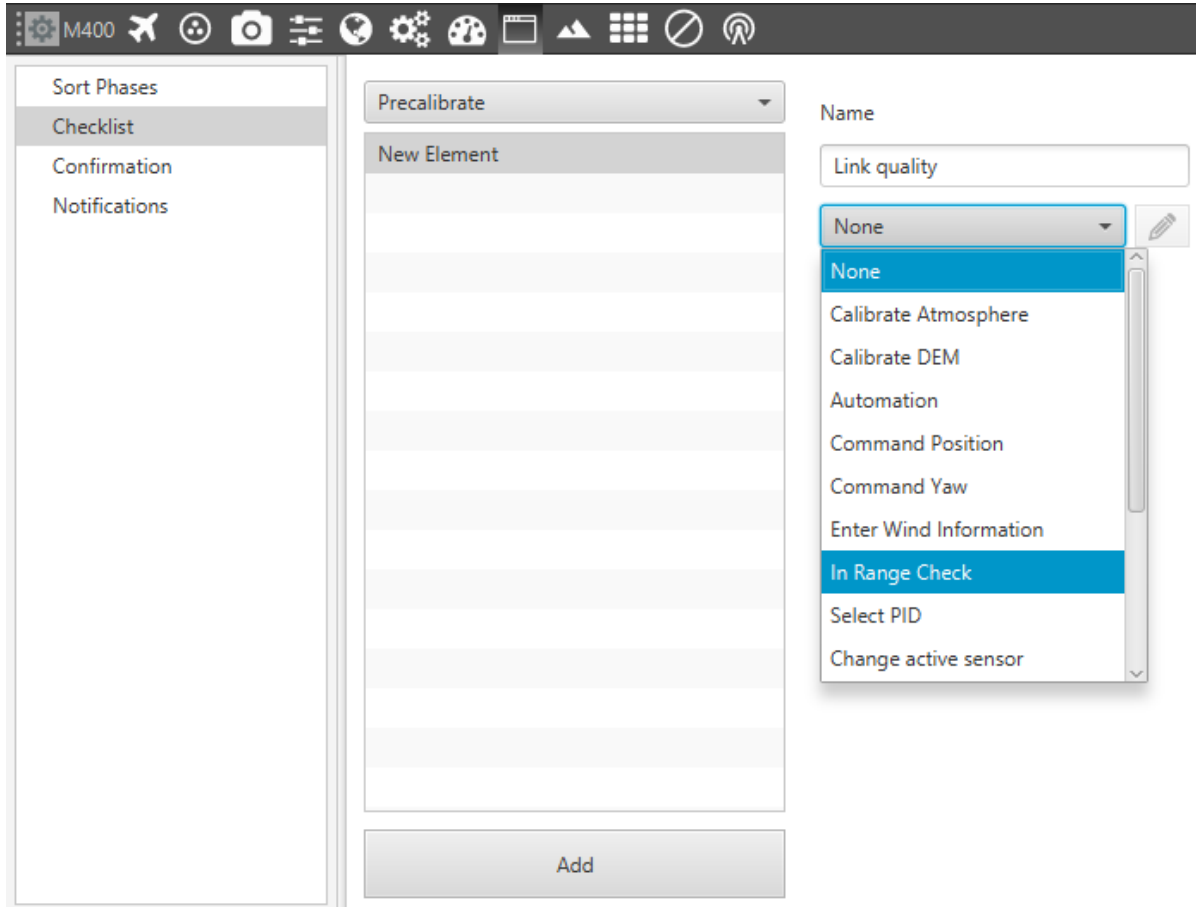 M400
Sort Phases
Checklist
Confirmation
Notifications
Precalibrate
New Element
Add
Name
Link quality
None
None
Calibrate Atmosphere
Calibrate DEM
Automation
Command Position
Command Yaw
Enter Wind Information
In Range Check
Select PID
Change active sensor